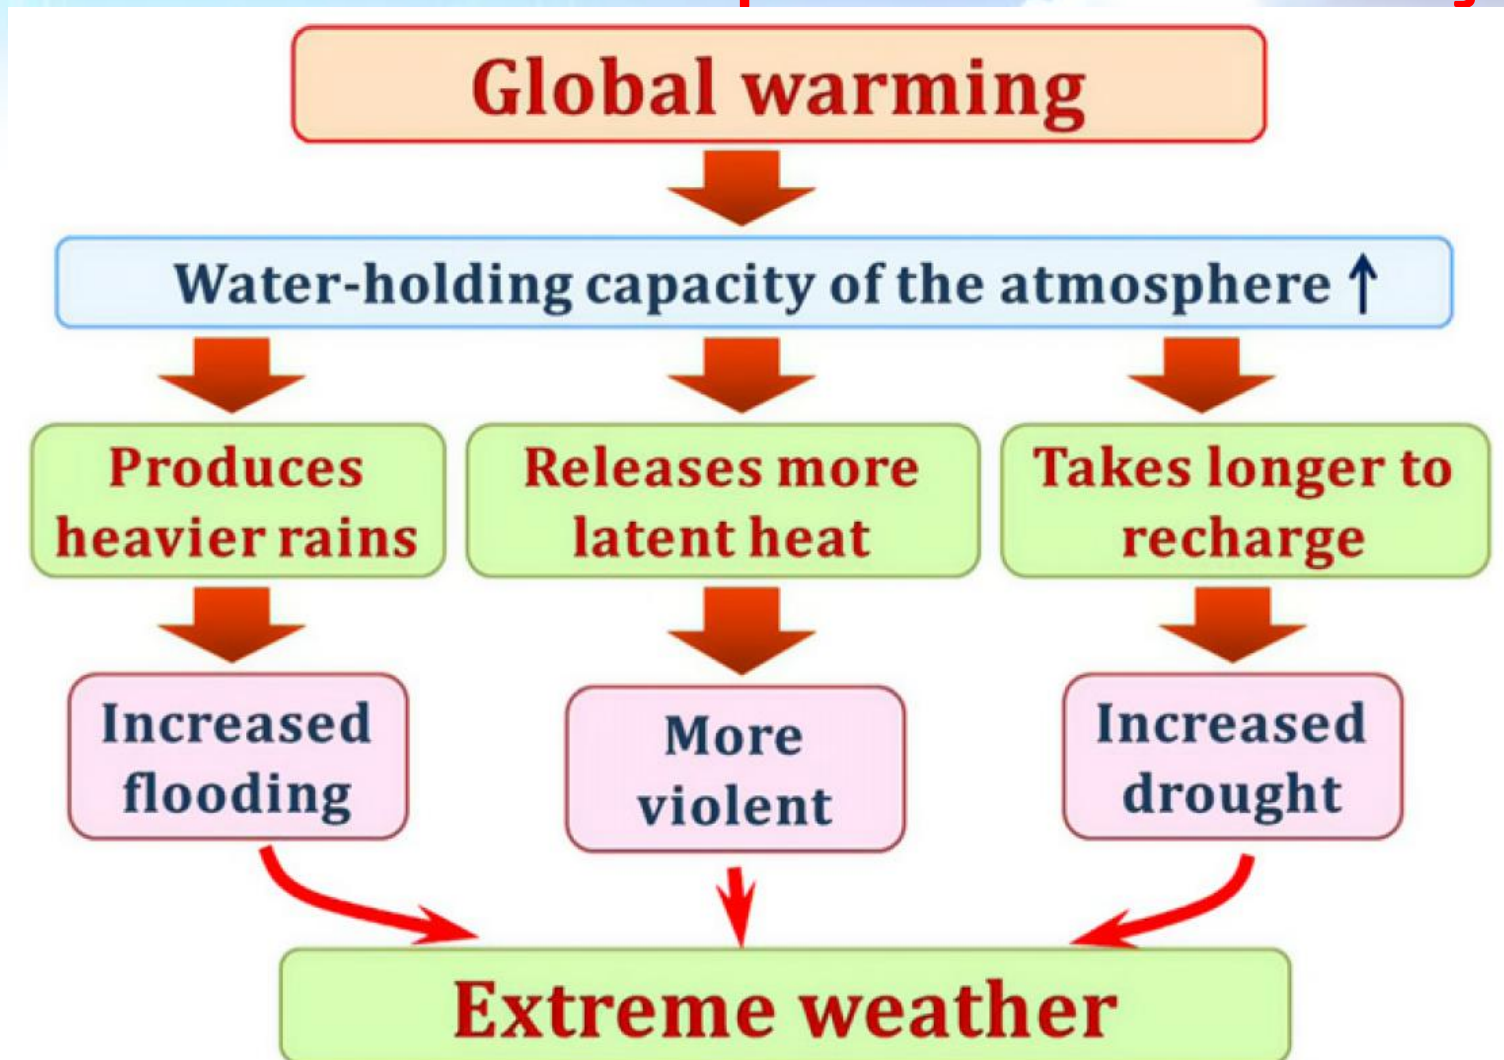 Global warming
Water-holding capacity of the atmosphere ↑
Produces
heavier rains
Releases more
latent heat
Takes longer to
recharge
Increased
flooding
More
violent
Increased
drought
Extreme weather